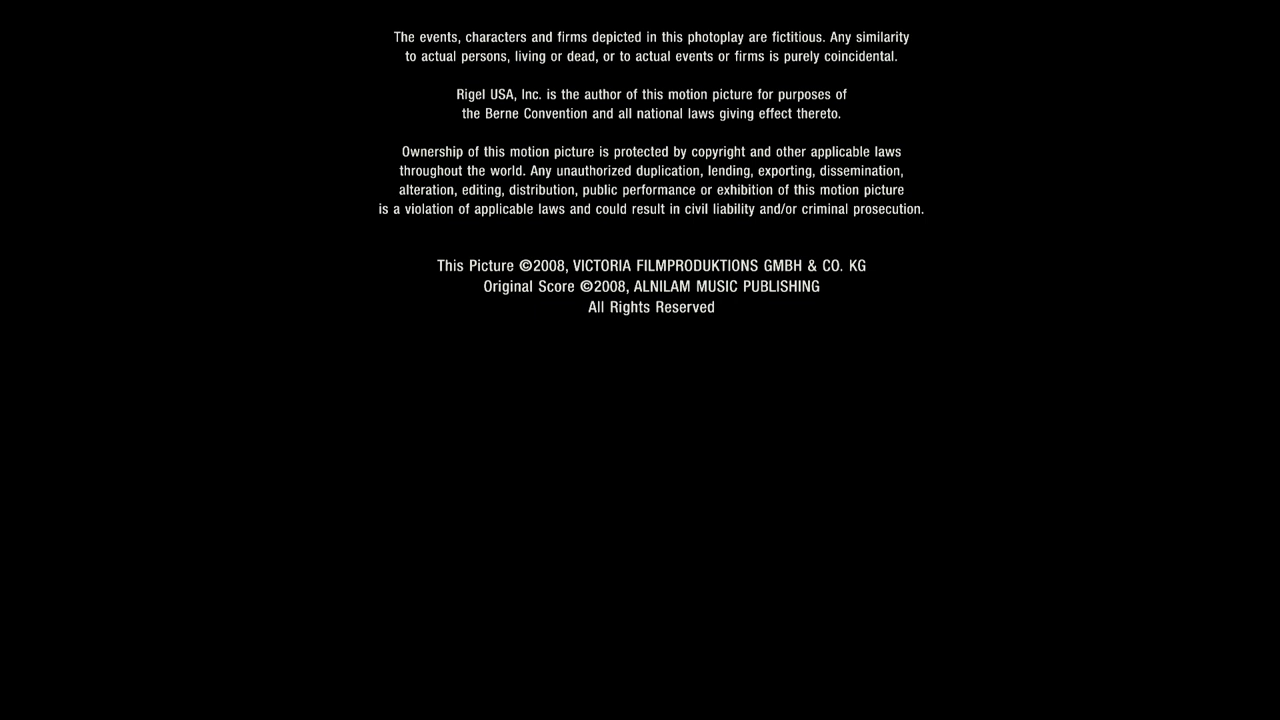 The events, characters and firms depicted in this photoplay are fictitious. Any similarity
to actual persons, living or dead, or to actual events or firms is purely coincidental.
Rigel USA, Inc. is the author of this motion picture for purposes of
the Berne Convention and all national laws giving effect thereto.
Ownership of this motion picture is protected by copyright and other applicable laws
throughout the world. Any unauthorized duplication, lending, exporting, dissemination,
alteration, editing, distribution, public performance or exhibition of this motion picture
is a violation of applicable laws and could result in civil liability and/or criminal prosecution.
This Picture ©2008, VICTORIA FILMPRODUKTIONS GMBH & CO. KG
Original Score ©2008, ALNILAM MUSIC PUBLISHING
All Rights Reserved